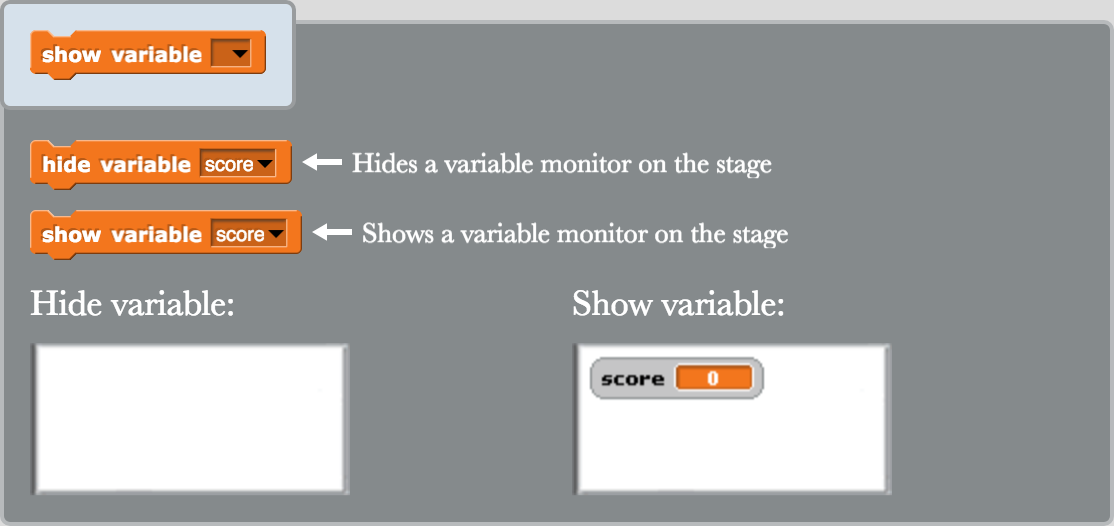 show variable
hide variable score
Hides a variable monitor on the stage
show variable score
Shows a variable monitor on the stage
Hide variable:
Show variable:
score 0